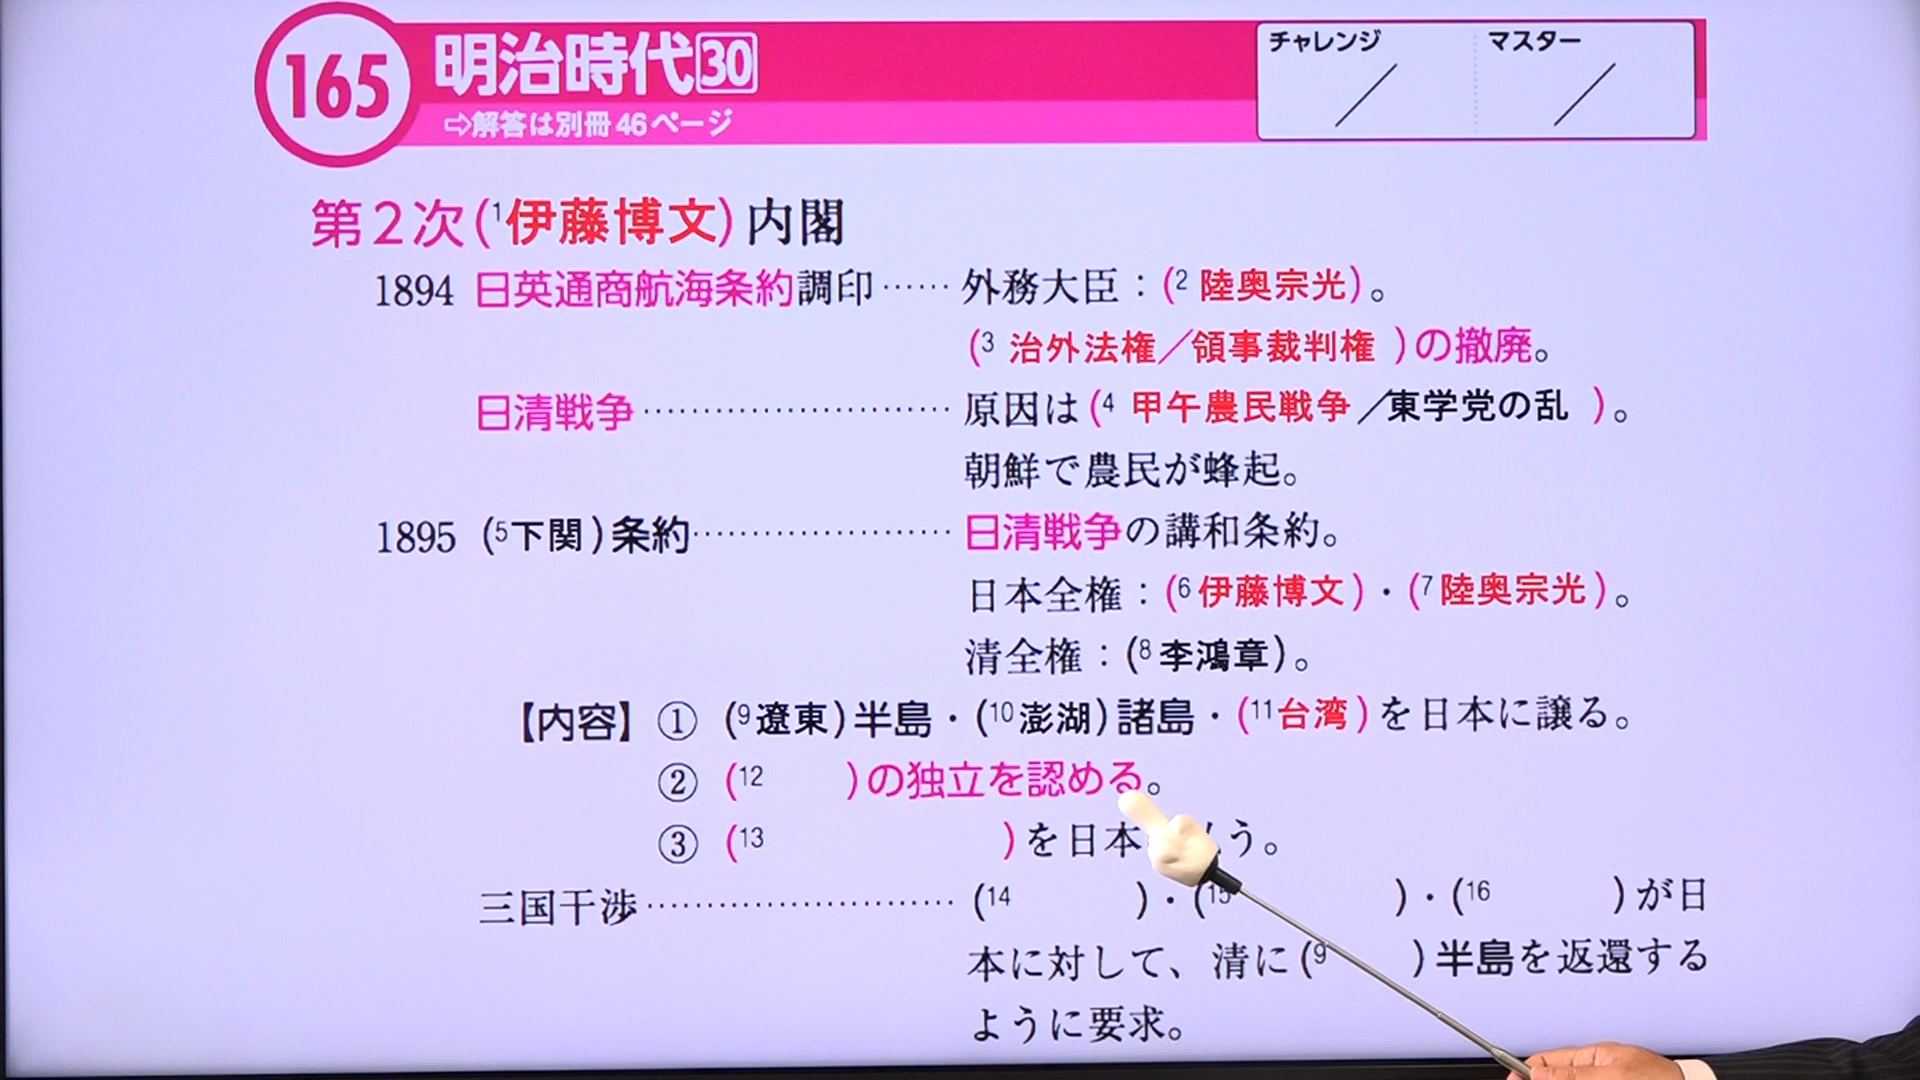 165 明治時代30
チャレンジ マスター
⇨解答は別冊46ページ
第2次(1伊藤博文)内閣
1894 日英通商航海条約調印…… 外務大臣：(2 陸奥宗光)。
(3 治外法権／領事裁判権 )の撤廃。
日清戦争………………………… 原因は(4 甲午農民戦争／東学党の乱 )。
朝鮮で農民が蜂起。
1895 (5下関)条約…………………… 日清戦争の講和条約。
日本全権：(6伊藤博文)・(7陸奥宗光)。
清全権：(8李鴻章)。
【内容】① (9遼東)半島・(10澎湖)諸島・(11台湾)を日本に譲る。
② (12 )の独立を認める。
③ (13 )を日本 う。
三国干渉………………………… (14 )・(15 )・(16 )が日
本に対して、清に(9 )半島を返還する
ように要求。